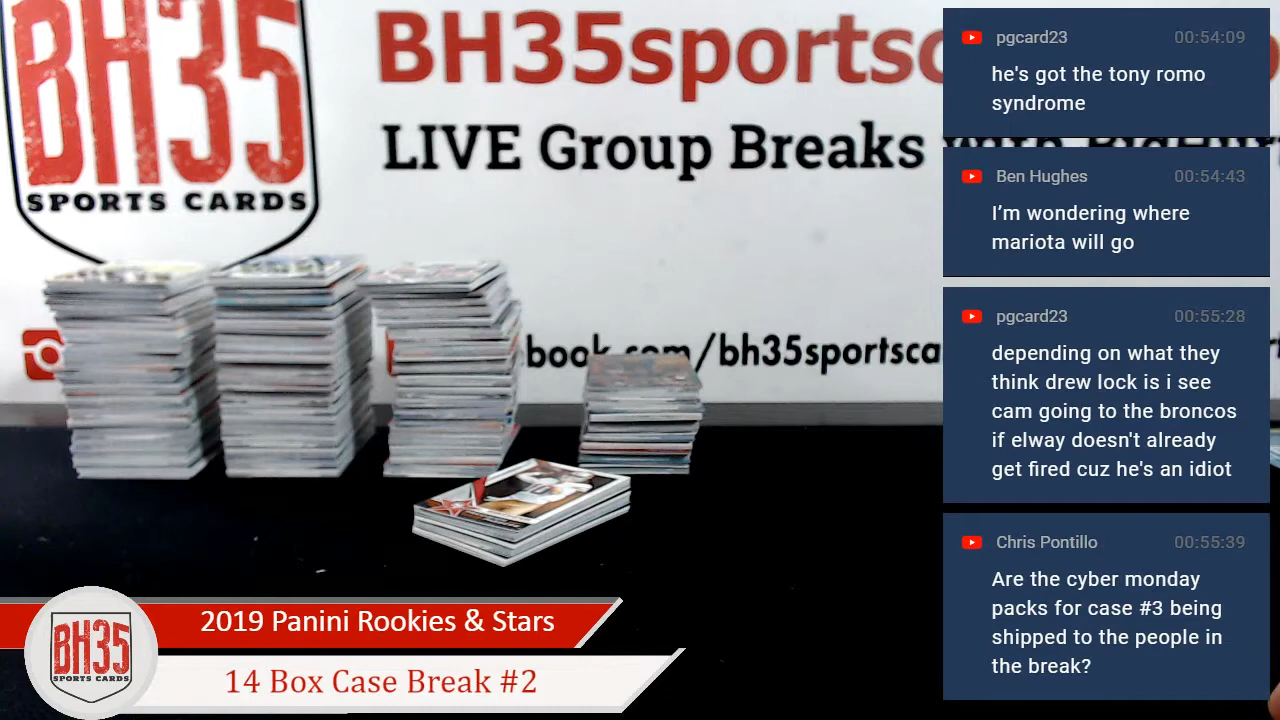 BH35
SPORTS CARDS
BH35sportsc
LIVE Group Breaks
book.com/bh35sportsca
pgcard23 00:54:09
he's got the tony romo
syndrome
Ben Hughes 00:54:43
I’m wondering where
mariota will go
pgcard23 00:55:28
depending on what they
think drew lock is i see
cam going to the broncos
if elway doesn't already
get fired cuz he's an idiot
Chris Pontillo 00:55:39
Are the cyber monday
packs for case #3 being
shipped to the people in
the break?
BH35
SPORTS CARDS
2019 Panini Rookies & Stars
14 Box Case Break #2